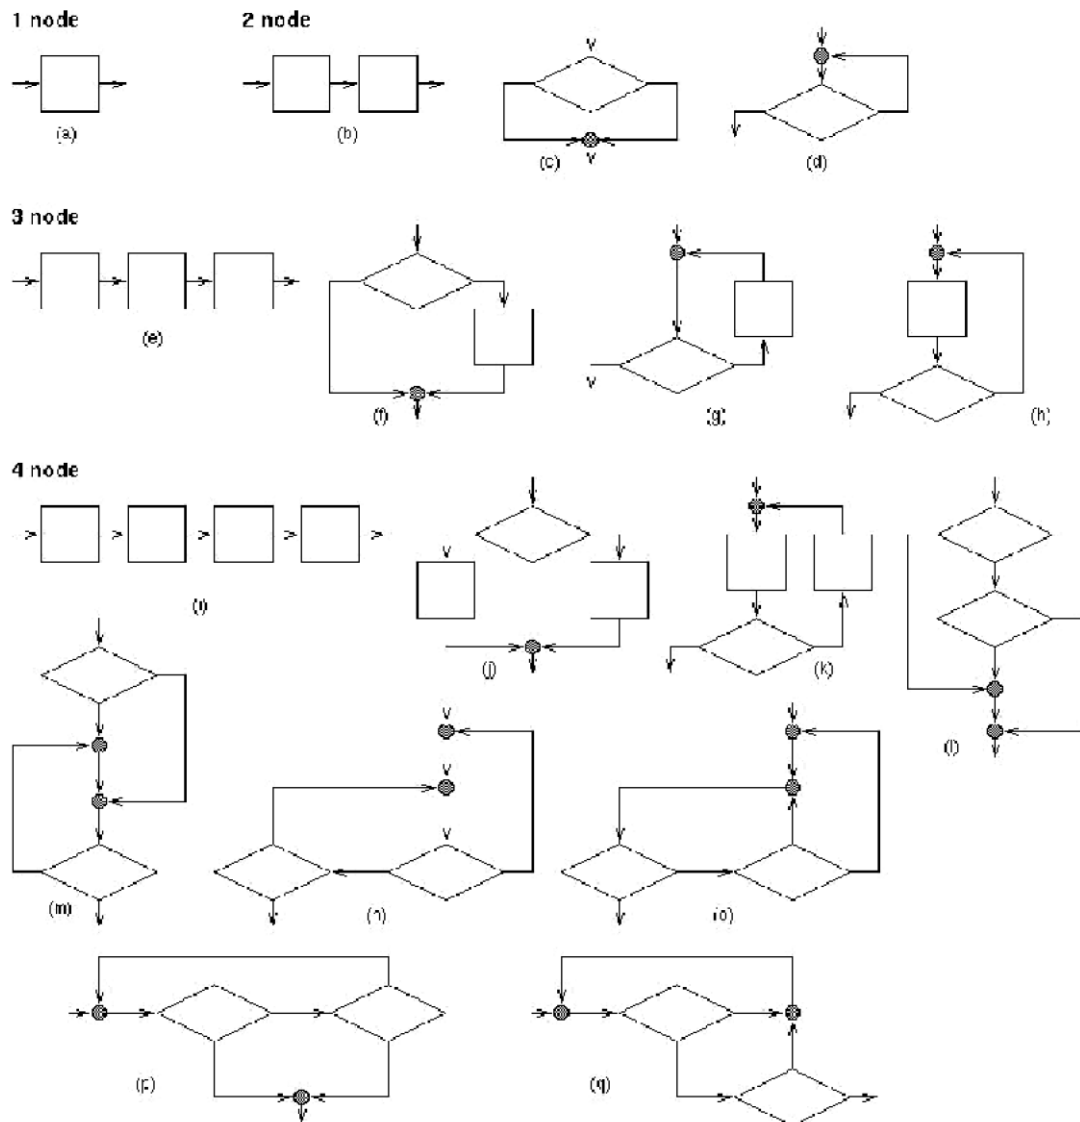 1 node
2 node
(a)
(b)
(c)
(d)
3 node
(e)
(f)
(g)
(h)
4 node
(i)
(j)
(k)
(l)
(m)
(n)
(o)
(p)
(q)